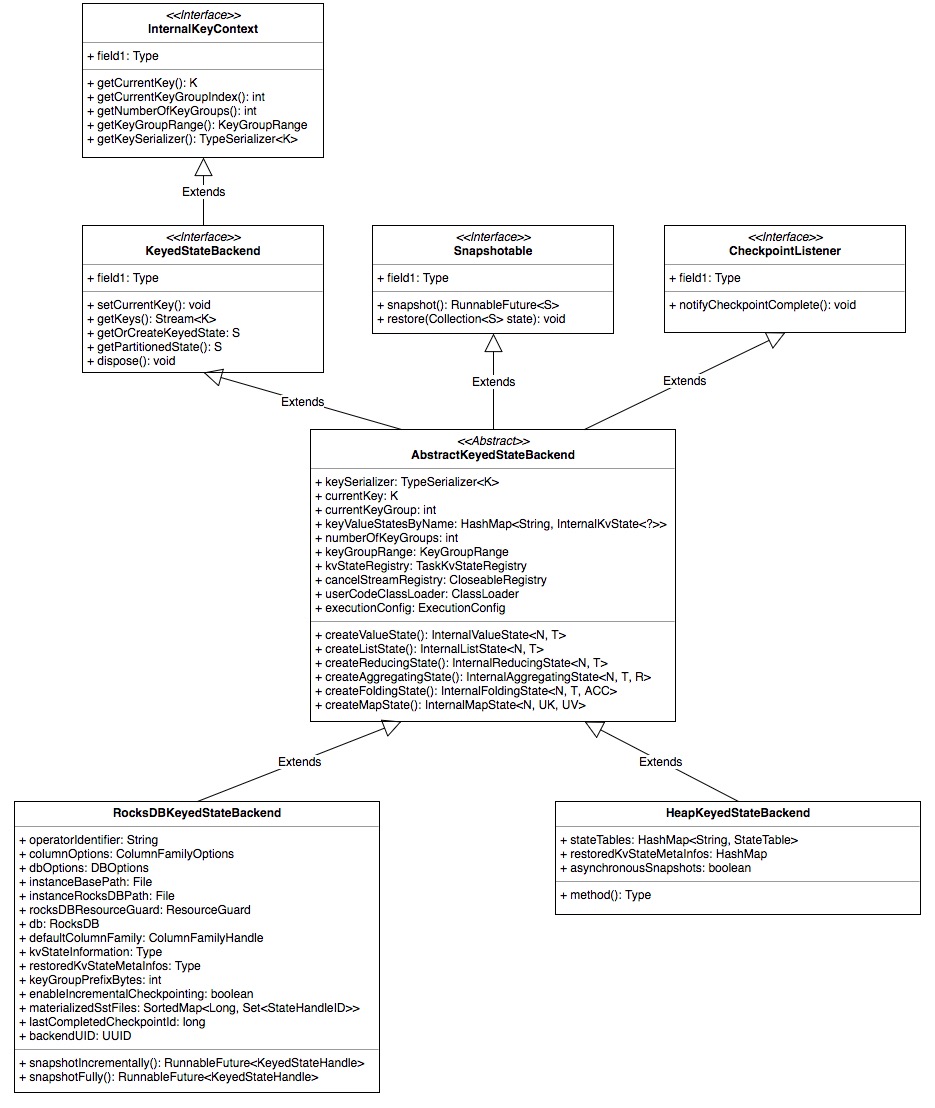 <<Interface>>
InternalKeyContext
+ field1: Type
+ getCurrentKey(): K
+ getCurrentKeyGroupIndex(): int
+ getNumberOfKeyGroups(): int
+ getKeyGroupRange(): KeyGroupRange
+ getKeySerializer(): TypeSerializer<K>
Extends
<<Interface>>
KeyedStateBackend
+ field1: Type
+ setCurrentKey(): void
+ getKeys(): Stream<K>
+ getOrCreateKeyedState: S
+ getPartitionedState(): S
+ dispose(): void
<<Interface>>
Snapshotable
+ field1: Type
+ snapshot(): RunnableFuture<S>
+ restore(Collection<S> state): void
<<Interface>>
CheckpointListener
+ field1: Type
+ notifyCheckpointComplete(): void
Extends
Extends
Extends
<<Abstract>>
AbstractKeyedStateBackend
+ keySerializer: TypeSerializer<K>
+ currentKey: K
+ currentKeyGroup: int
+ keyValueStatesByName: HashMap<String, InternalKvState<?>>
+ numberOfKeyGroups: int
+ keyGroupRange: KeyGroupRange
+ kvStateRegistry: TaskKvStateRegistry
+ cancelStreamRegistry: CloseableRegistry
+ userCodeClassLoader: ClassLoader
+ executionConfig: ExecutionConfig
+ createValueState(): InternalValueState<N, T>
+ createListState(): InternalListState<N, T>
+ createReducingState(): InternalReducingState<N, T>
+ createAggregatingState(): InternalAggregatingState<N, T, R>
+ createFoldingState(): InternalFoldingState<N, T, ACC>
+ createMapState(): InternalMapState<N, UK, UV>
Extends
Extends
RocksDBKeyedStateBackend
+ operatorIdentifier: String
+ columnOptions: ColumnFamilyOptions
+ dbOptions: DBOptions
+ instanceBasePath: File
+ instanceRocksDBPath: File
+ rocksDBResourceGuard: ResourceGuard
+ db: RocksDB
+ defaultColumnFamily: ColumnFamilyHandle
+ kvStateInformation: Type
+ restoredKvStateMetaInfos: Type
+ keyGroupPrefixBytes: int
+ enableIncrementalCheckpointing: boolean
+ materializedSstFiles: SortedMap<Long, Set<StateHandleID>>
+ lastCompletedCheckpointId: long
+ backendUID: UUID
+ snapshotIncrementally(): RunnableFuture<KeyedStateHandle>
+ snapshotFully(): RunnableFuture<KeyedStateHandle>
HeapKeyedStateBackend
+ stateTables: HashMap<String, StateTable>
+ restoredKvStateMetaInfos: HashMap
+ asynchronousSnapshots: boolean
+ method(): Type